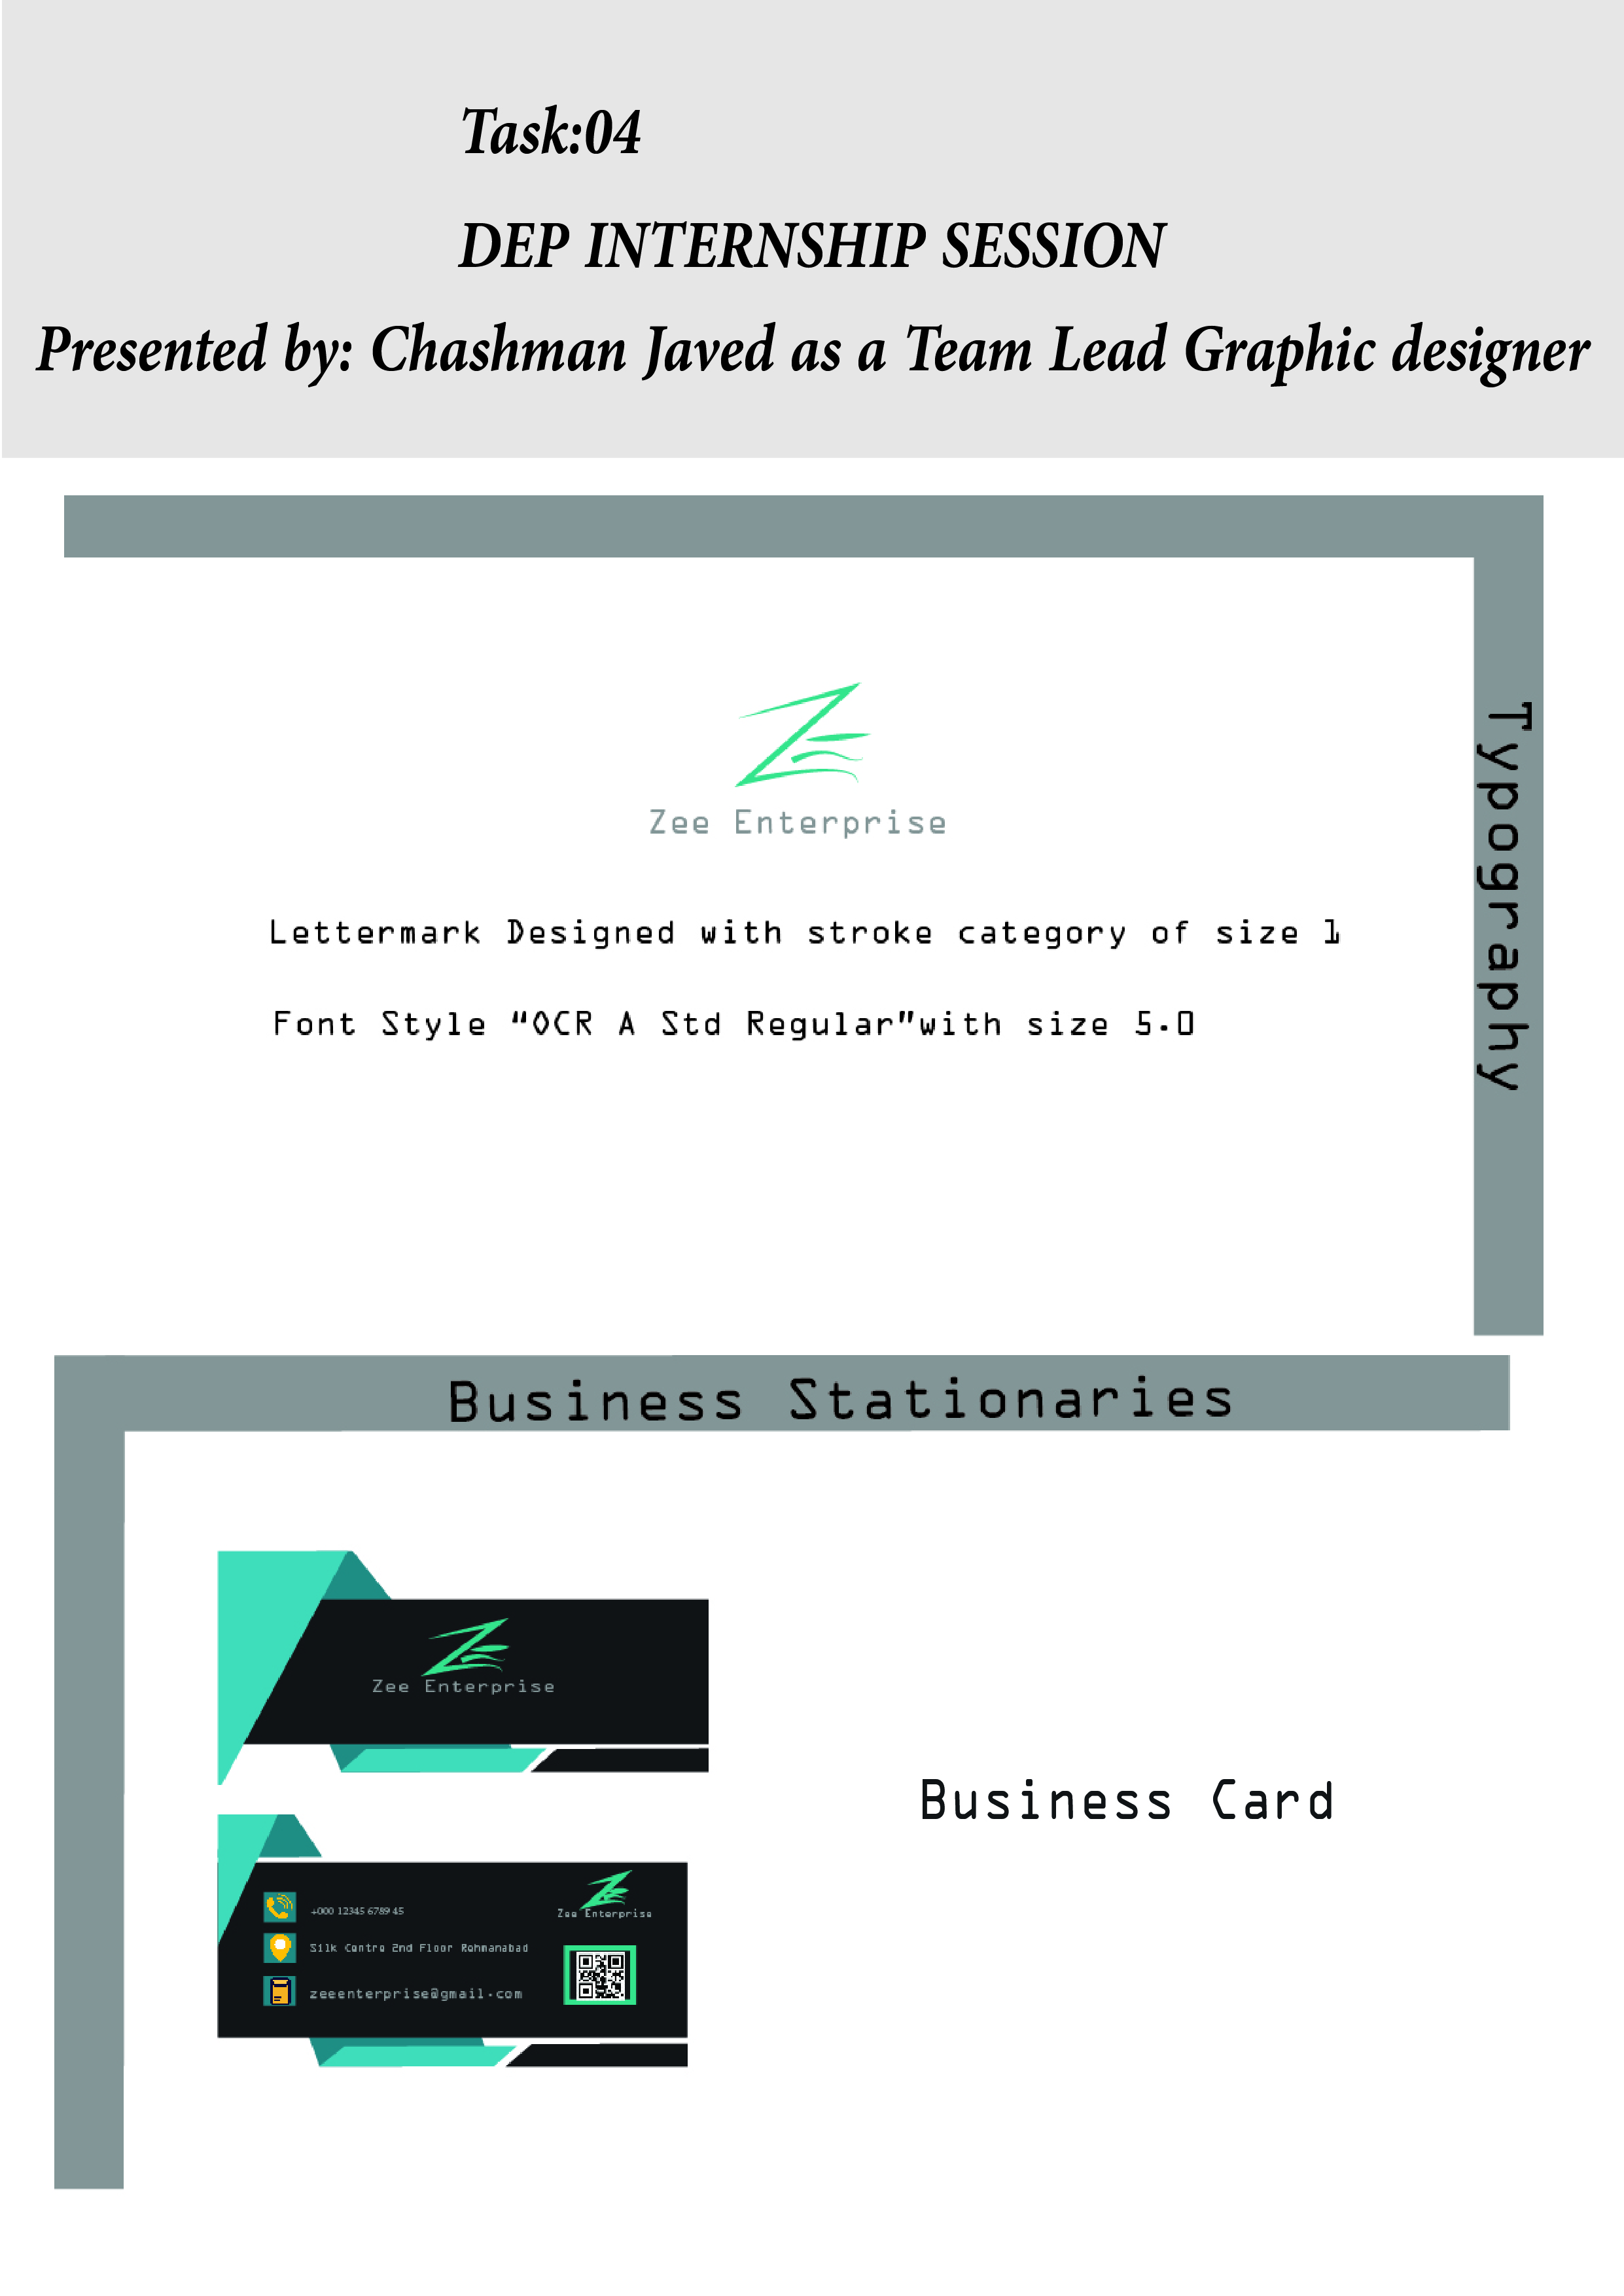 Task:04
DEP INTERNSHIP SESSION
Presented by: Chashman Javed as a Team Lead Graphic designer
Zee Enterprise
Lettermark Designed with stroke category of size 1
Font Style “OCR A Std Regular”with size 5.0
Typography
Business Stationaries
Zee Enterprise
Business Card
Zee Enterprise
+000 12345 6789 45
Silk Centre 2nd Floor Rehmanabad
zeeenterprise@gmail.com